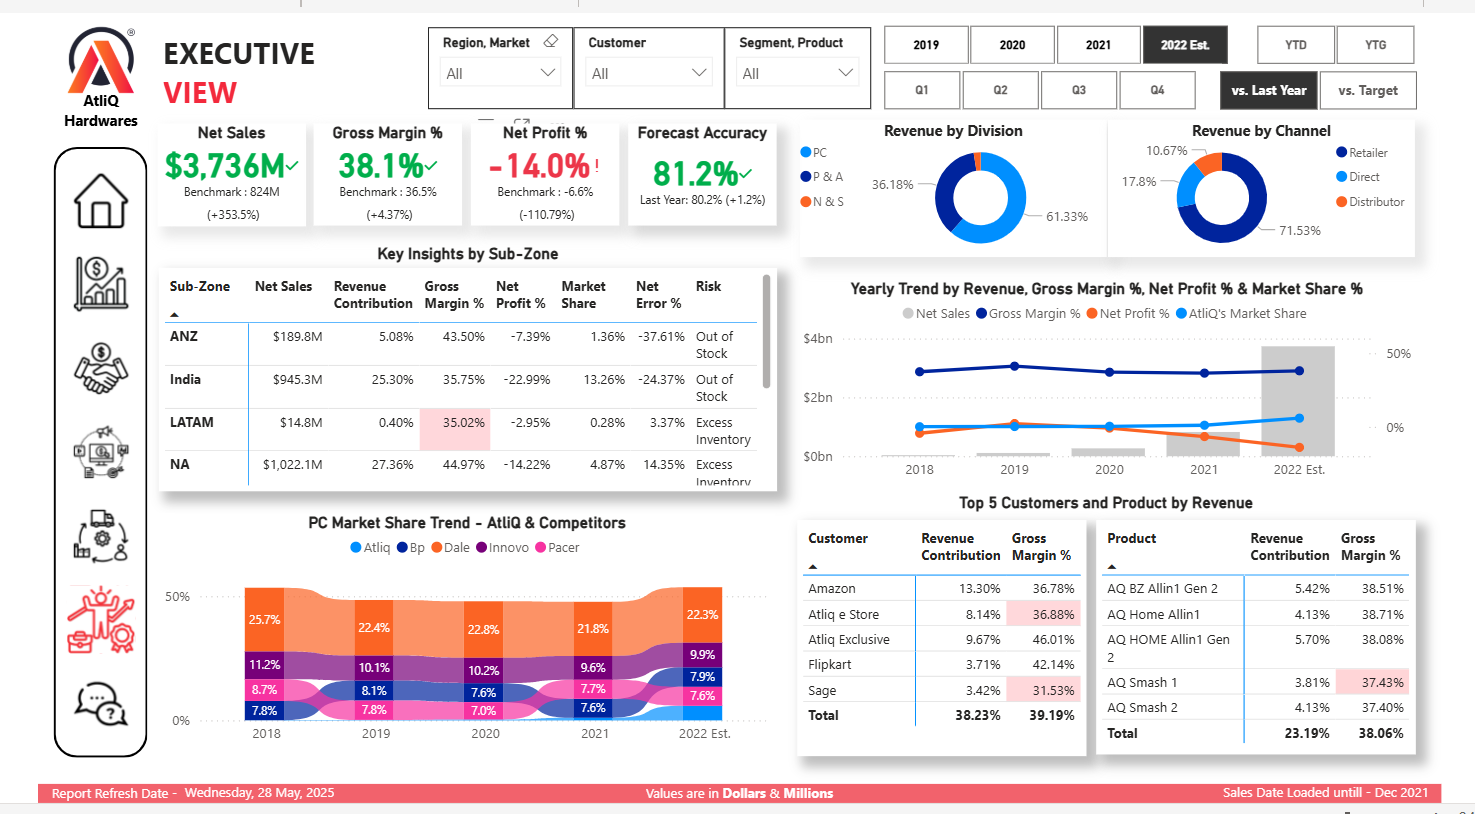 AtliQ
Hardwares
®
EXECUTIVE
VIEW
Region, Market
All
Customer
All
Segment, Product
All
2019
2020
2021
2022 Est.
YTD
YTG
Q1
Q2
Q3
Q4
vs. Last Year
vs. Target
Net Sales
$3,736M
Benchmark : 824M
(+353.5%)
Gross Margin %
38.1%
Benchmark : 36.5%
(+4.37%)
Net Profit %
-14.0% !
Benchmark : -6.6%
(-110.79%)
Forecast Accuracy
81.2%
Last Year: 80.2% (+1.2%)
Revenue by Division
PC
P & A
N & S
36.18%
61.33%
Revenue by Channel
10.67%
17.8%
71.53%
Retailer
Direct
Distributor
Key Insights by Sub-Zone
Sub-Zone Net Sales Revenue Contribution Gross Margin % Net Profit % Market Share Net Error % Risk
ANZ $189.8M 5.08% 43.50% -7.39% 1.36% -37.61% Out of Stock
India $945.3M 25.30% 35.75% -22.99% 13.26% -24.37% Out of Stock
LATAM $14.8M 0.40% 35.02% -2.95% 0.28% 3.37% Excess Inventory
NA $1,022.1M 27.36% 44.97% -14.22% 4.87% 14.35% Excess Inventory
Yearly Trend by Revenue, Gross Margin %, Net Profit % & Market Share %
Net Sales Gross Margin % Net Profit % AtliQ's Market Share
$4bn
$2bn
$0bn
50%
0%
2018 2019 2020 2021 2022 Est.
PC Market Share Trend - AtliQ & Competitors
Atliq Bp Dale Innovo Pacer
50%
0%
25.7%
11.2%
8.7%
7.8%
22.4%
10.1%
8.1%
7.8%
22.8%
10.2%
7.6%
7.0%
21.8%
9.6%
7.7%
7.6%
22.3%
9.9%
7.9%
7.6%
2018 2019 2020 2021 2022 Est.
Top 5 Customers and Product by Revenue
Customer Revenue Contribution Gross Margin %
Amazon 13.30% 36.78%
Atliq e Store 8.14% 36.88%
Atliq Exclusive 9.67% 46.01%
Flipkart 3.71% 42.14%
Sage 3.42% 31.53%
Total 38.23% 39.19%
Product Revenue Contribution Gross Margin %
AQ BZ Allin1 Gen 2 5.42% 38.51%
AQ Home Allin1 4.13% 38.71%
AQ HOME Allin1 Gen 2 5.70% 38.08%
AQ Smash 1 3.81% 37.43%
AQ Smash 2 4.13% 37.40%
Total 23.19% 38.06%
Report Refresh Date - Wednesday, 28 May, 2025
Values are in Dollars & Millions
Sales Date Loaded untill - Dec 2021